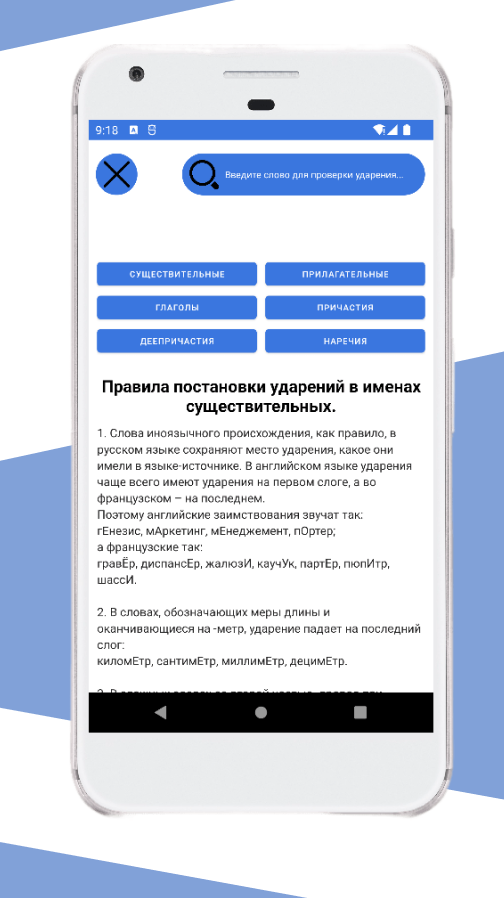 9:18
Введите слово для проверки ударения...
СУЩЕСТВИТЕЛЬНЫЕ
ПРИЛАГАТЕЛЬНЫЕ
ГЛАГОЛЫ
ПРИЧАСТИЯ
ДЕЕПРИЧАСТИЯ
НАРЕЧИЯ
Правила постановки ударений в именах
существительных.
1. Слова иноязычного происхождения, как правило, в
русском языке сохраняют место ударения, какое они
имели в языке-источнике. В английском языке ударения
чаще всего имеют ударения на первом слоге, а во
французском – на последнем.
Поэтому английские заимствования звучат так:
гЕнезис, мАркетинг, мЕнеджемент, пОртер;
а французские так:
гравЁр, диспансЕр, жалюзИ, каучУк, партЕр, пюпИтр,
шассИ.
2. В словах, обозначающих меры длины и
оканчивающиеся на -метр, ударение падает на последний
слог:
киломЕтр, сантимЕтр, миллимЕтр, децимЕтр.